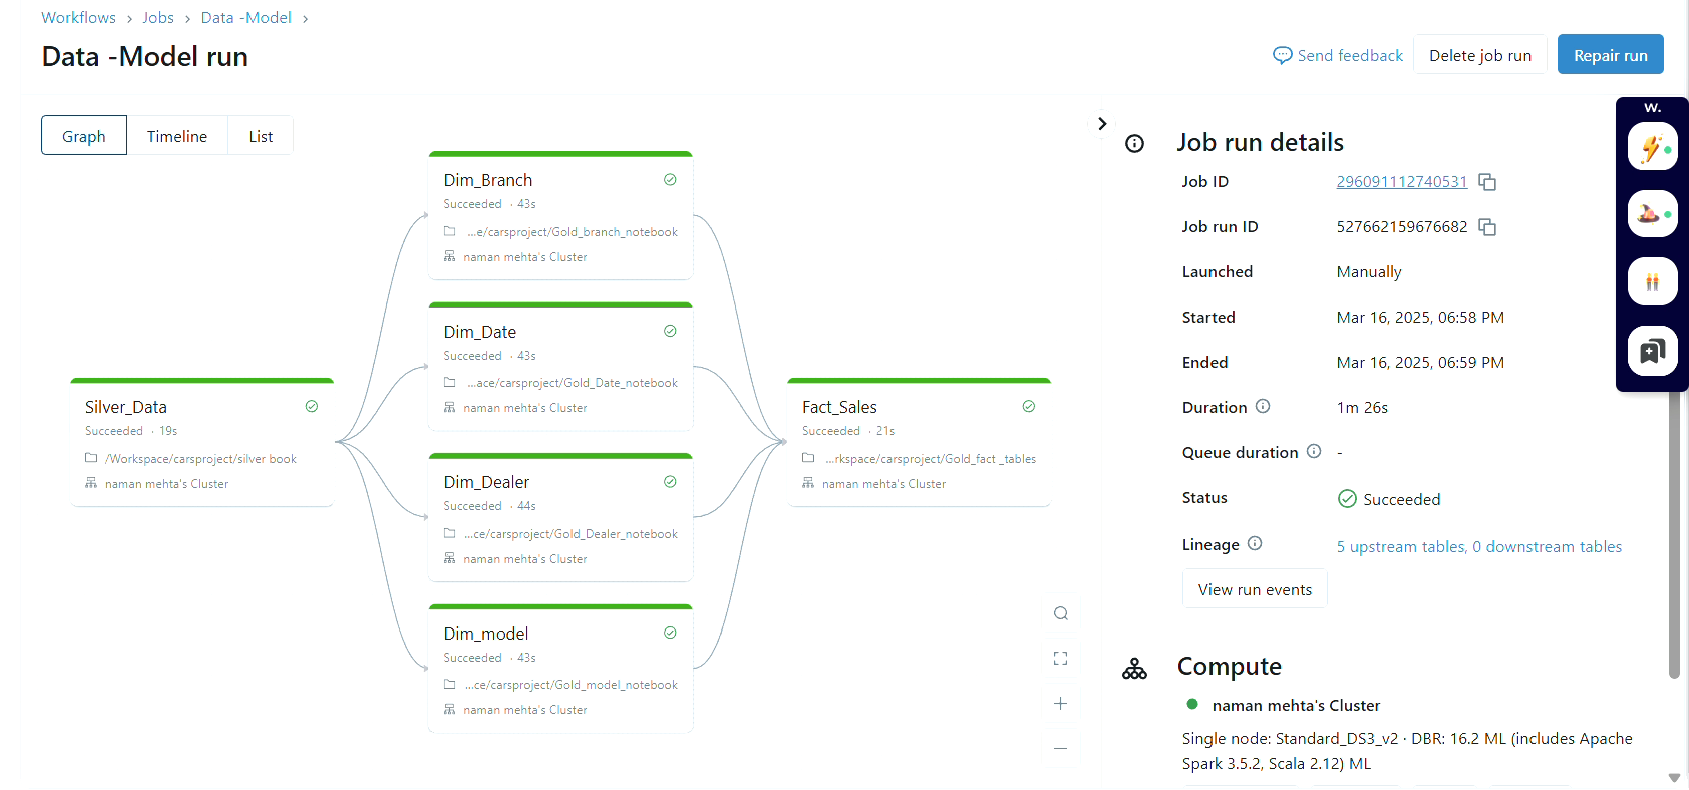 Workflows › Jobs › Data -Model ›
Data -Model run
Send feedback
Delete job run
Repair run
Graph
Timeline
List
Silver_Data
Succeeded · 19s
/Workspace/carsproject/silver book
naman mehta's Cluster
Dim_Branch
Succeeded · 43s
...e/carsproject/Gold_branch_notebook
naman mehta's Cluster
Dim_Date
Succeeded · 43s
...ace/carsproject/Gold_Date_notebook
naman mehta's Cluster
Dim_Dealer
Succeeded · 44s
...ce/carsproject/Gold_Dealer_notebook
naman mehta's Cluster
Dim_model
Succeeded · 43s
...ce/carsproject/Gold_model_notebook
naman mehta's Cluster
Fact_Sales
Succeeded · 21s
...rkspace/carsproject/Gold_fact _tables
naman mehta's Cluster
Job run details
Job ID 296091112740531
Job run ID 527662159676682
Launched Manually
Started Mar 16, 2025, 06:58 PM
Ended Mar 16, 2025, 06:59 PM
Duration 1m 26s
Queue duration -
Status Succeeded
Lineage 5 upstream tables, 0 downstream tables
View run events
Compute
naman mehta's Cluster
Single node: Standard_DS3_v2 · DBR: 16.2 ML (includes Apache
Spark 3.5.2, Scala 2.12) ML
w.